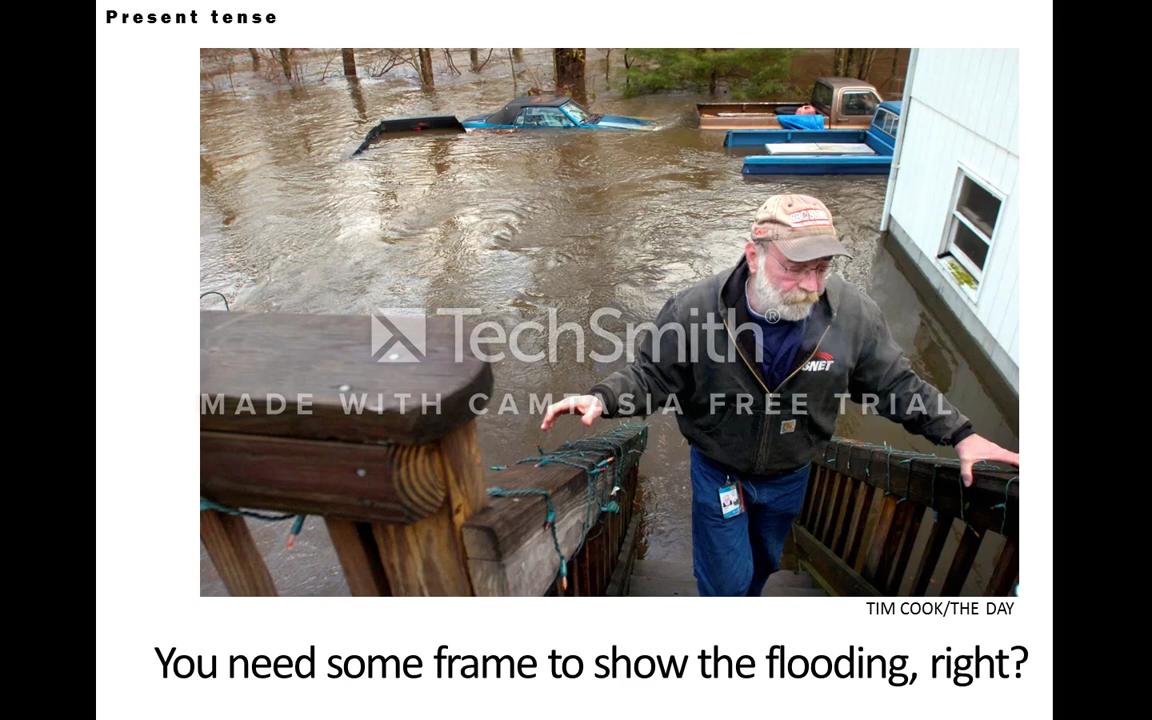 Present tense
TechSmith®
MADE WITH CAMTASIA FREE TRIAL
SNET
TIM COOK/THE DAY
You need some frame to show the flooding, right?